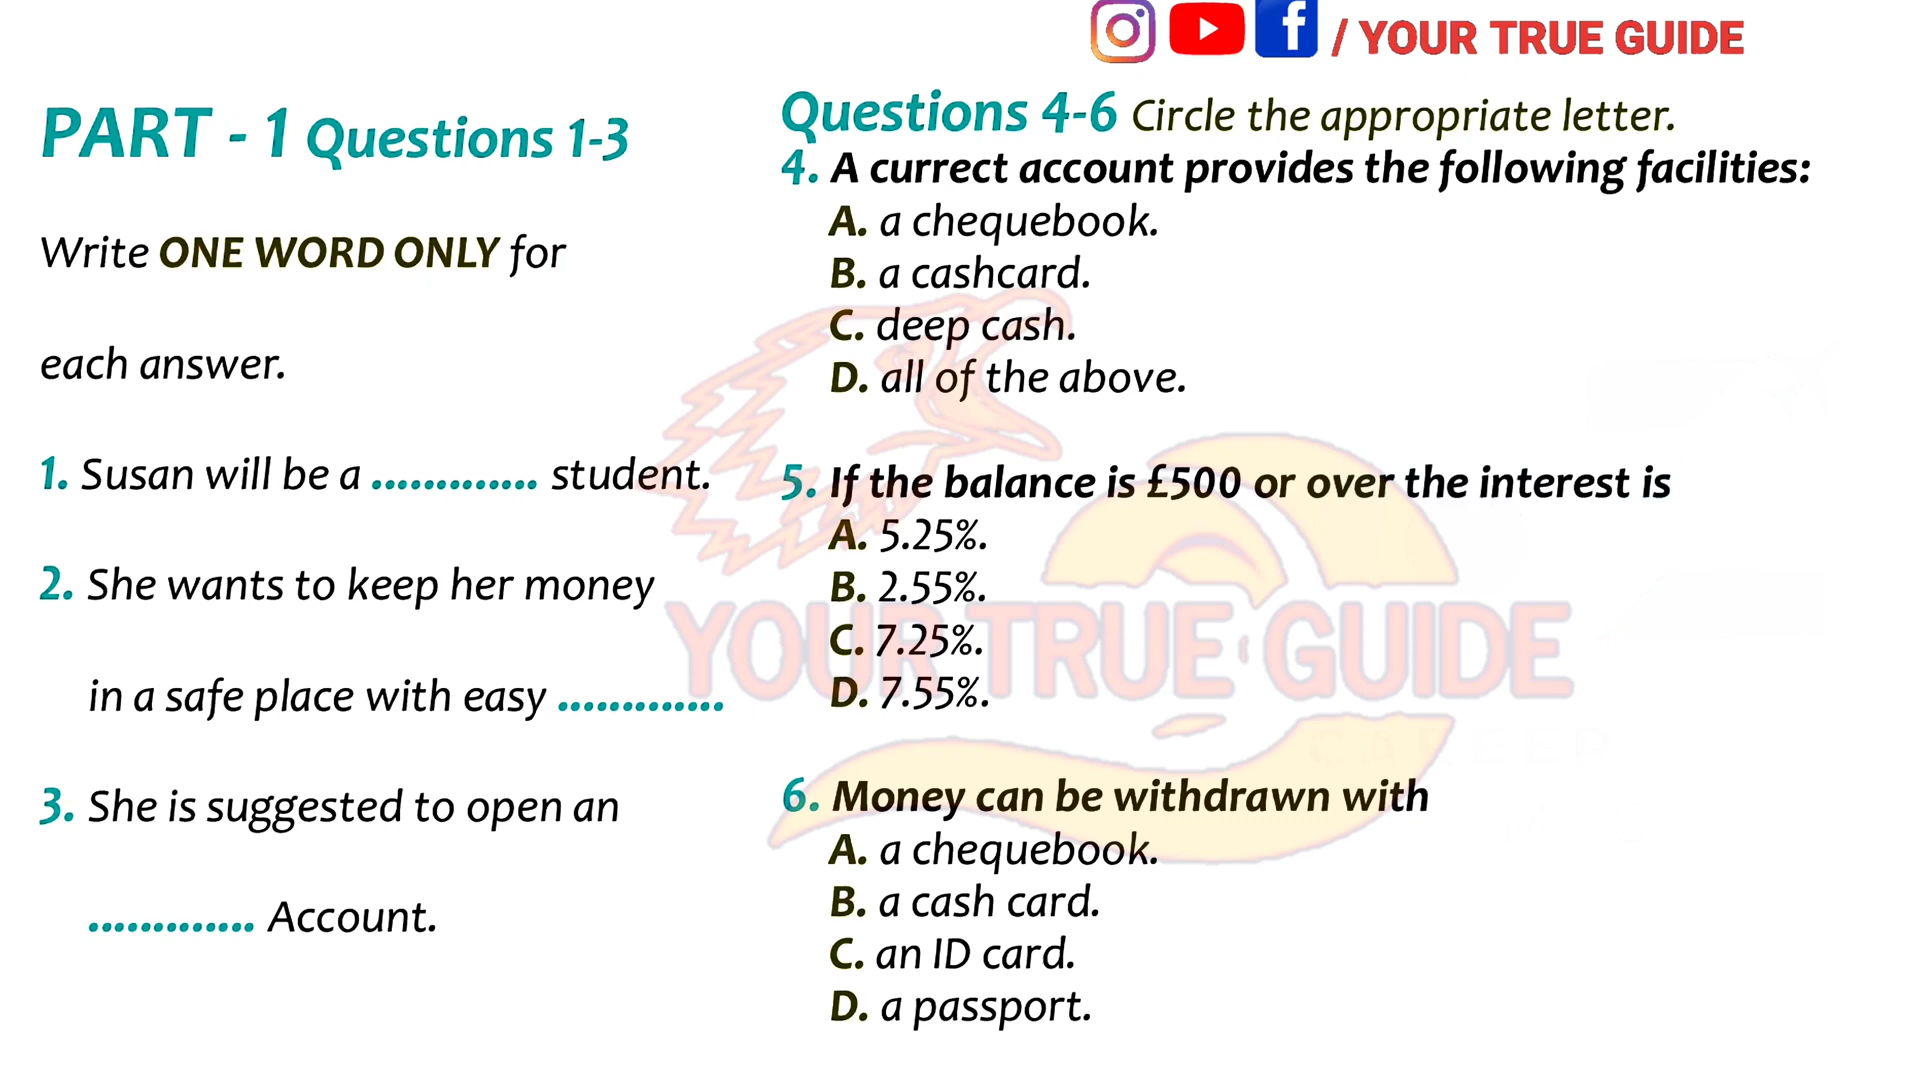 / YOUR TRUE GUIDE
PART - 1 Questions 1-3
Write ONE WORD ONLY for
each answer.
1. Susan will be a ............. student.
2. She wants to keep her money
in a safe place with easy .............
3. She is suggested to open an
............. Account.
Questions 4-6 Circle the appropriate letter.
4. A currect account provides the following facilities:
A. a chequebook.
B. a cashcard.
C. deep cash.
D. all of the above.
5. If the balance is £500 or over the interest is
A. 5.25%.
B. 2.55%.
C. 7.25%.
D. 7.55%.
6. Money can be withdrawn with
A. a chequebook.
B. a cash card.
C. an ID card.
D. a passport.
YOUR TRUE GUIDE